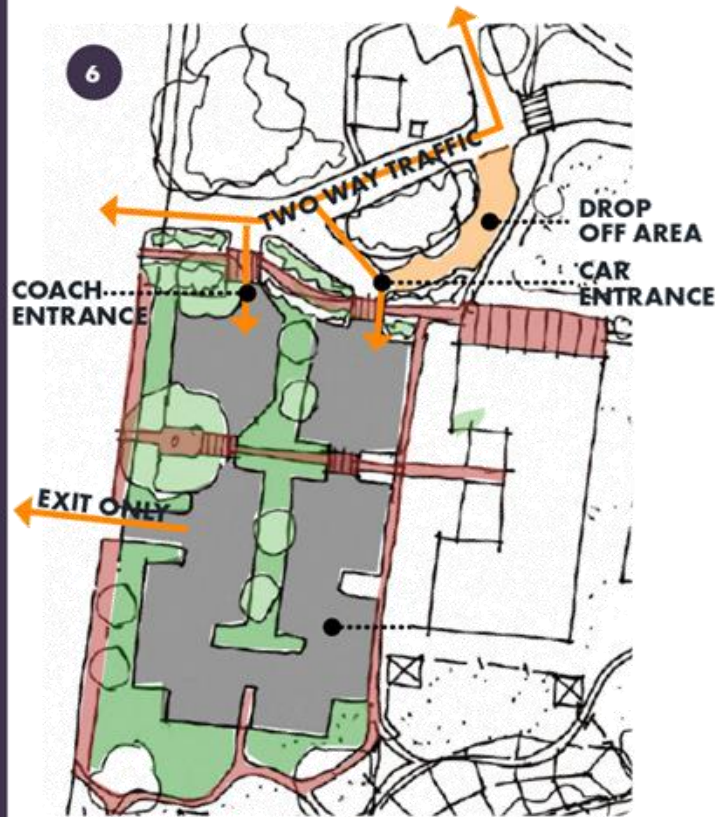 6
TWO WAY TRAFFIC
DROP
OFF AREA
CAR
ENTRANCE
COACH
ENTRANCE
EXIT ONLY